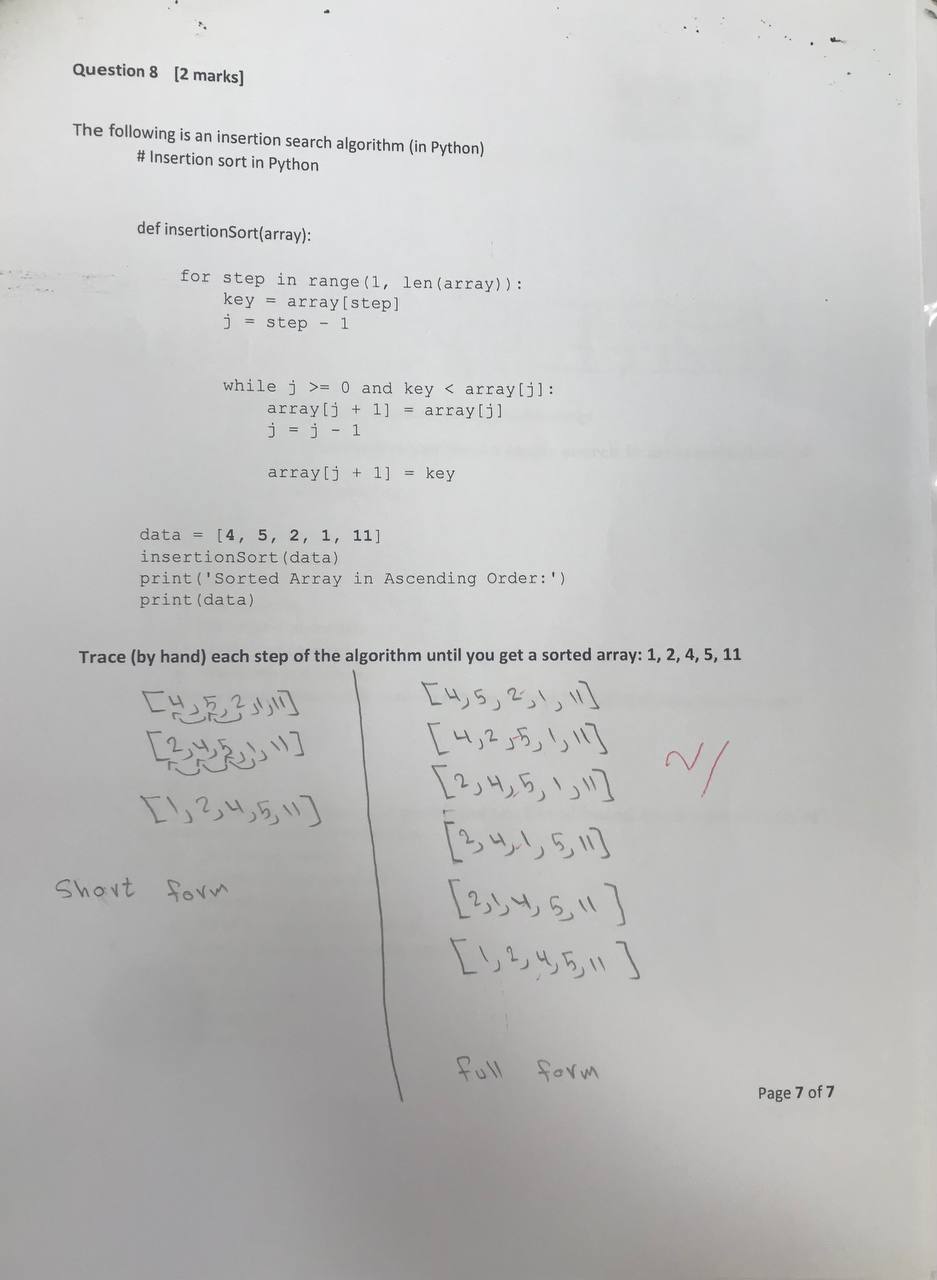 Question 8 [2 marks]
The following is an insertion search algorithm (in Python)
# Insertion sort in Python
def insertionSort(array):
for step in range(1, len(array)):
key = array[step]
j = step - 1
while j >= 0 and key < array[j]:
array[j + 1] = array[j]
j = j - 1
array[j + 1] = key
data = [4, 5, 2, 1, 11]
insertionSort(data)
print('Sorted Array in Ascending Order:')
print(data)
Trace (by hand) each step of the algorithm until you get a sorted array: 1, 2, 4, 5, 11
[4,5,2,1,11]
[2,4,5,1,11]
[1,2,4,5,11]
Short form
[4,5,2,1,11]
[4,2,5,1,11]
[2,4,5,1,11]
[2,4,1,5,11]
[2,1,4,5,11]
[1,2,4,5,11]
full form
Page 7 of 7